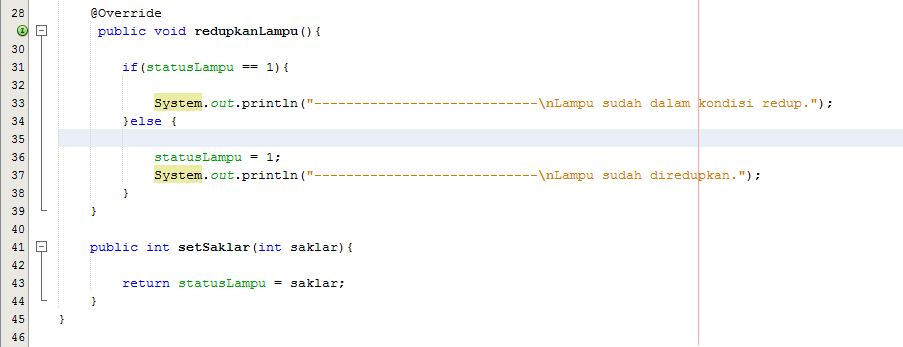 28 @Override
public void redupkanLampu(){
30
31 if(statusLampu == 1){
32
33 System.out.println("----------------------------\nLampu sudah dalam kondisi redup.");
34 }else {
35
36 statusLampu = 1;
37 System.out.println("----------------------------\nLampu sudah diredupkan.");
38 }
39 }
40
41 public int setSaklar(int saklar){
42
43 return statusLampu = saklar;
44 }
45 }
46